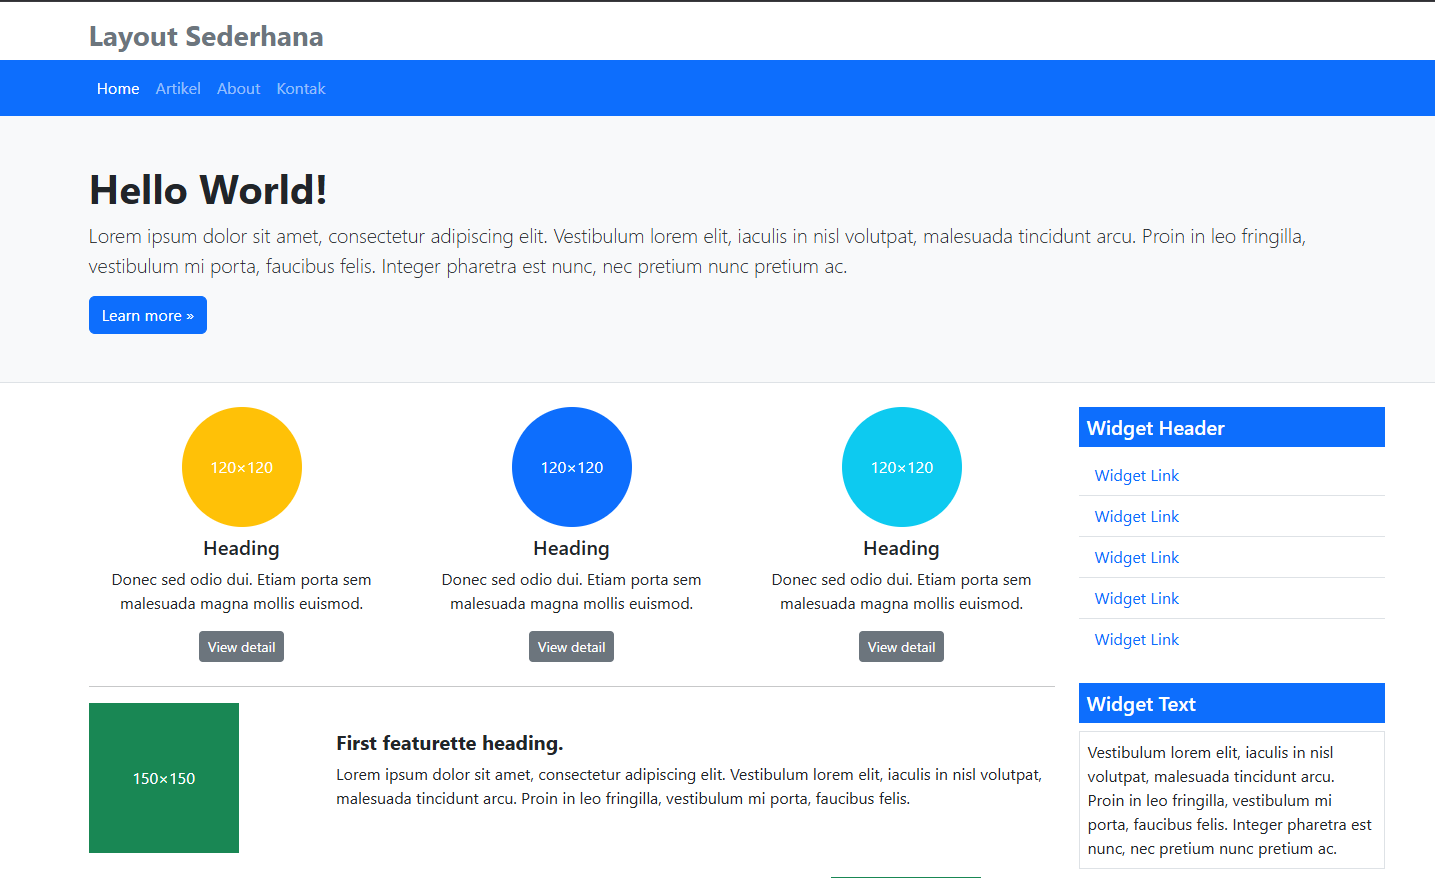 Layout Sederhana
Home Artikel About Kontak
Hello World!
Lorem ipsum dolor sit amet, consectetur adipiscing elit. Vestibulum lorem elit, iaculis in nisl volutpat, malesuada tincidunt arcu. Proin in leo fringilla,
vestibulum mi porta, faucibus felis. Integer pharetra est nunc, nec pretium nunc pretium ac.
Learn more »
120×120
Heading
Donec sed odio dui. Etiam porta sem
malesuada magna mollis euismod.
View detail
120×120
Heading
Donec sed odio dui. Etiam porta sem
malesuada magna mollis euismod.
View detail
120×120
Heading
Donec sed odio dui. Etiam porta sem
malesuada magna mollis euismod.
View detail
150×150
First featurette heading.
Lorem ipsum dolor sit amet, consectetur adipiscing elit. Vestibulum lorem elit, iaculis in nisl volutpat,
malesuada tincidunt arcu. Proin in leo fringilla, vestibulum mi porta, faucibus felis.
Widget Header
Widget Link
Widget Link
Widget Link
Widget Link
Widget Link
Widget Text
Vestibulum lorem elit, iaculis in nisl
volutpat, malesuada tincidunt arcu.
Proin in leo fringilla, vestibulum mi
porta, faucibus felis. Integer pharetra est
nunc, nec pretium nunc pretium ac.